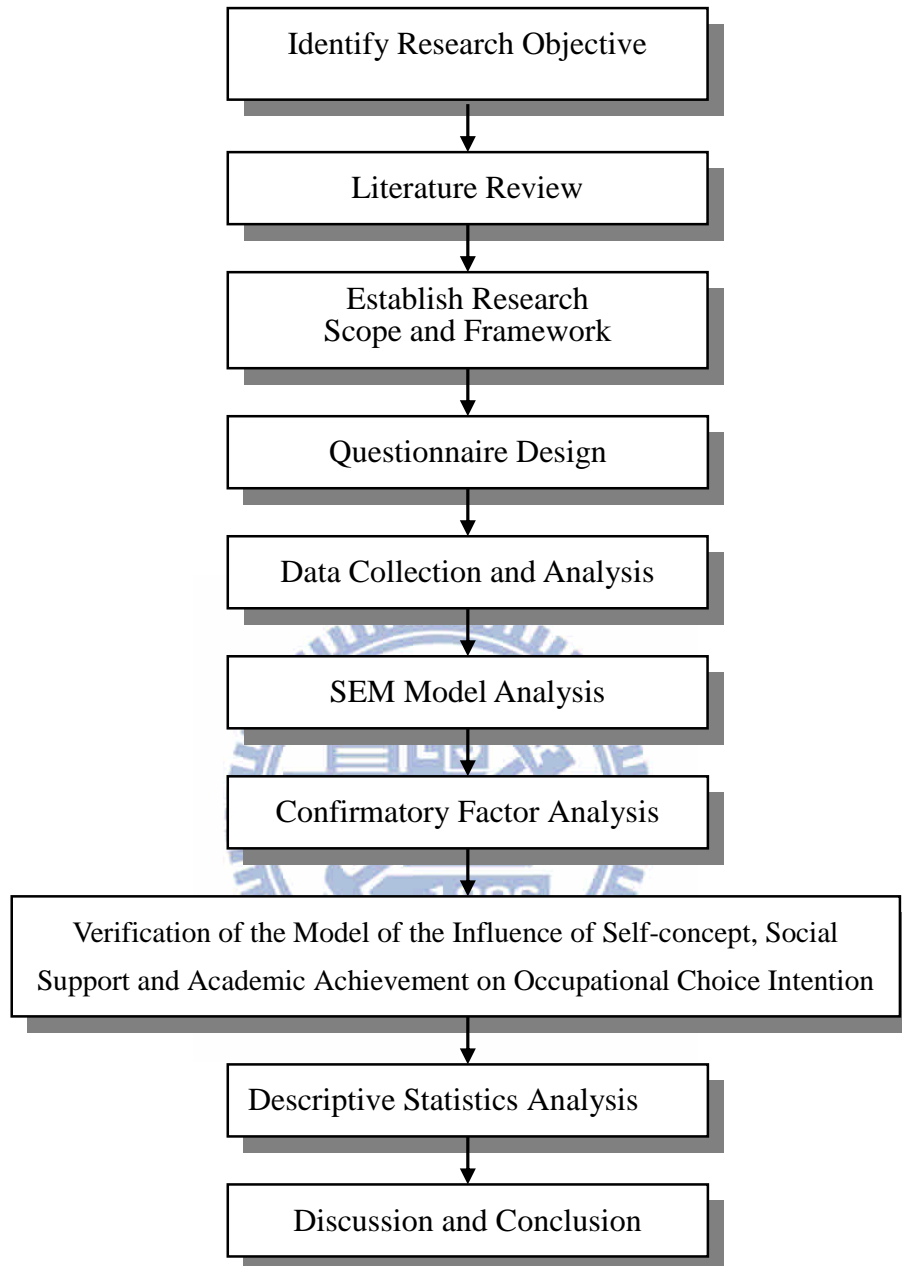 Identify Research Objective
Literature Review
Establish Research
Scope and Framework
Questionnaire Design
Data Collection and Analysis
SEM Model Analysis
Confirmatory Factor Analysis
Verification of the Model of the Influence of Self-concept, Social
Support and Academic Achievement on Occupational Choice Intention
Descriptive Statistics Analysis
Discussion and Conclusion